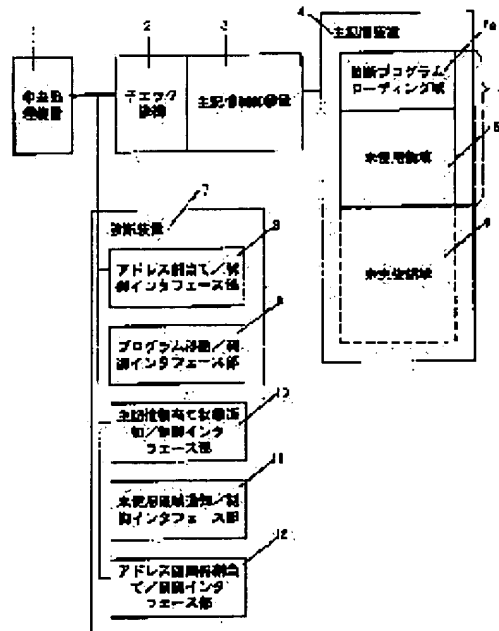 1
中央処
理装置
2
チェック
機構
3
主記憶制御装置
4
主記憶装置
診断プログラム
ローディング域
未使用領域
6
未実装領域
7
診断装置
8
アドレス割当て/制
御インタフェース部
9
プログラム移動/制
御インタフェース部
10
主記憶割当て状態通
知/制御インタ
フェース部
11
未使用領域通知/制
御インタフェース部
12
アドレス空間再割当
て/制御インタ
フェース部